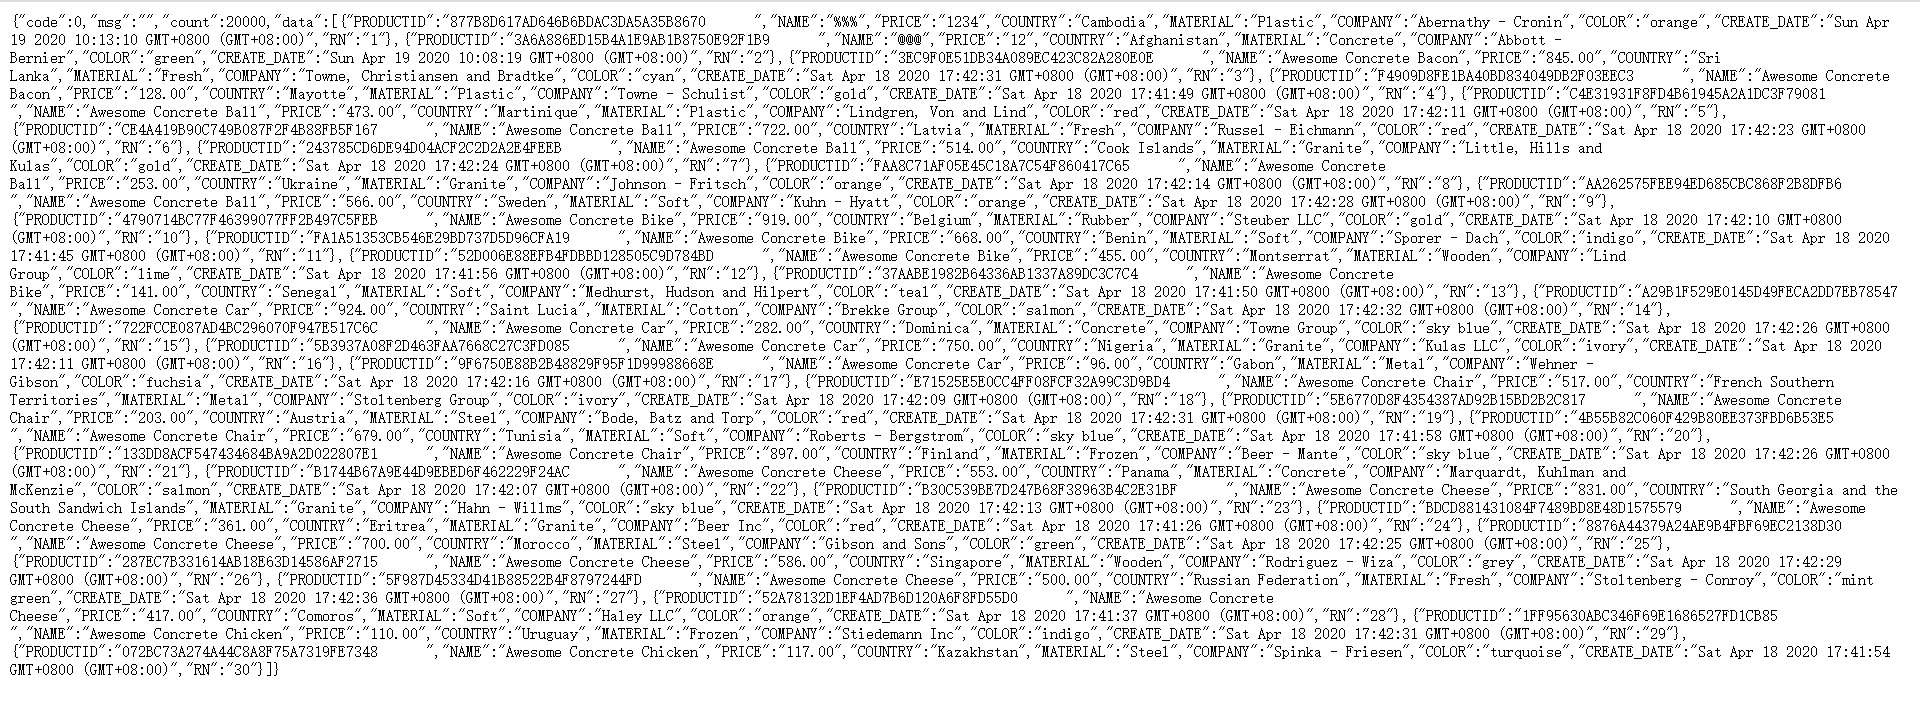 {"code":0,"msg":"","count":20000,"data":[{"PRODUCTID":"877B8D617AD646B6BDAC3DA5A35B8670      ","NAME":"%%%","PRICE":"1234","COUNTRY":"Cambodia","MATERIAL":"Plastic","COMPANY":"Abernathy - Cronin","COLOR":"orange","CREATE_DATE":"Sun Apr
19 2020 10:13:10 GMT+0800 (GMT+08:00)","RN":"1"},{"PRODUCTID":"3A6A886ED15B4A1E9AB1B8750E92F1B9      ","NAME":"@@@","PRICE":"12","COUNTRY":"Afghanistan","MATERIAL":"Concrete","COMPANY":"Abbott -
Bernier","COLOR":"green","CREATE_DATE":"Sun Apr 19 2020 10:08:19 GMT+0800 (GMT+08:00)","RN":"2"},{"PRODUCTID":"3EC9F0E51DB34A089EC423C82A280E0E      ","NAME":"Awesome Concrete Bacon","PRICE":"845.00","COUNTRY":"Sri
Lanka","MATERIAL":"Fresh","COMPANY":"Towne, Christiansen and Bradtke","COLOR":"cyan","CREATE_DATE":"Sat Apr 18 2020 17:42:31 GMT+0800 (GMT+08:00)","RN":"3"},{"PRODUCTID":"F4909D8FE1BA40BD834049DB2F03EEC3      ","NAME":"Awesome Concrete
Bacon","PRICE":"128.00","COUNTRY":"Mayotte","MATERIAL":"Plastic","COMPANY":"Towne - Schulist","COLOR":"gold","CREATE_DATE":"Sat Apr 18 2020 17:41:49 GMT+0800 (GMT+08:00)","RN":"4"},{"PRODUCTID":"C4E31931F8FD4B61945A2A1DC3F79081
","NAME":"Awesome Concrete Ball","PRICE":"473.00","COUNTRY":"Martinique","MATERIAL":"Plastic","COMPANY":"Lindgren, Von and Lind","COLOR":"red","CREATE_DATE":"Sat Apr 18 2020 17:42:11 GMT+0800 (GMT+08:00)","RN":"5"},
{"PRODUCTID":"CE4A419B90C749B087F2F4B88FB5F167      ","NAME":"Awesome Concrete Ball","PRICE":"722.00","COUNTRY":"Latvia","MATERIAL":"Fresh","COMPANY":"Russel - Eichmann","COLOR":"red","CREATE_DATE":"Sat Apr 18 2020 17:42:23 GMT+0800
(GMT+08:00)","RN":"6"},{"PRODUCTID":"243785CD6DE94D04ACF2C2D2A2E4FEEB      ","NAME":"Awesome Concrete Ball","PRICE":"514.00","COUNTRY":"Cook Islands","MATERIAL":"Granite","COMPANY":"Little, Hills and
Kulas","COLOR":"gold","CREATE_DATE":"Sat Apr 18 2020 17:42:24 GMT+0800 (GMT+08:00)","RN":"7"},{"PRODUCTID":"FAA8C71AF05E45C18A7C54F860417C65      ","NAME":"Awesome Concrete
Ball","PRICE":"253.00","COUNTRY":"Ukraine","MATERIAL":"Granite","COMPANY":"Johnson - Fritsch","COLOR":"orange","CREATE_DATE":"Sat Apr 18 2020 17:42:14 GMT+0800 (GMT+08:00)","RN":"8"},{"PRODUCTID":"AA262575FEE94ED685CBC868F2B8DFB6
","NAME":"Awesome Concrete Ball","PRICE":"566.00","COUNTRY":"Sweden","MATERIAL":"Soft","COMPANY":"Kuhn - Hyatt","COLOR":"orange","CREATE_DATE":"Sat Apr 18 2020 17:42:28 GMT+0800 (GMT+08:00)","RN":"9"},
{"PRODUCTID":"4790714BC77F46399077FF2B497C5FEB      ","NAME":"Awesome Concrete Bike","PRICE":"919.00","COUNTRY":"Belgium","MATERIAL":"Rubber","COMPANY":"Steuber LLC","COLOR":"gold","CREATE_DATE":"Sat Apr 18 2020 17:42:10 GMT+0800
(GMT+08:00)","RN":"10"},{"PRODUCTID":"FA1A51353CB546E29BD737D5D96CFA19      ","NAME":"Awesome Concrete Bike","PRICE":"668.00","COUNTRY":"Benin","MATERIAL":"Soft","COMPANY":"Sporer - Dach","COLOR":"indigo","CREATE_DATE":"Sat Apr 18 2020
17:41:45 GMT+0800 (GMT+08:00)","RN":"11"},{"PRODUCTID":"52D006E88EFB4FDBBD128505C9D784BD      ","NAME":"Awesome Concrete Bike","PRICE":"455.00","COUNTRY":"Montserrat","MATERIAL":"Wooden","COMPANY":"Lind
Group","COLOR":"lime","CREATE_DATE":"Sat Apr 18 2020 17:41:56 GMT+0800 (GMT+08:00)","RN":"12"},{"PRODUCTID":"37AABE1982B64336AB1337A89DC3C7C4      ","NAME":"Awesome Concrete
Bike","PRICE":"141.00","COUNTRY":"Senegal","MATERIAL":"Soft","COMPANY":"Medhurst, Hudson and Hilpert","COLOR":"teal","CREATE_DATE":"Sat Apr 18 2020 17:41:50 GMT+0800 (GMT+08:00)","RN":"13"},{"PRODUCTID":"A29B1F529E0145D49FECA2DD7EB78547
","NAME":"Awesome Concrete Car","PRICE":"924.00","COUNTRY":"Saint Lucia","MATERIAL":"Cotton","COMPANY":"Brekke Group","COLOR":"salmon","CREATE_DATE":"Sat Apr 18 2020 17:42:32 GMT+0800 (GMT+08:00)","RN":"14"},
{"PRODUCTID":"722FCCE087AD4BC296070F947E517C6C      ","NAME":"Awesome Concrete Car","PRICE":"282.00","COUNTRY":"Dominica","MATERIAL":"Concrete","COMPANY":"Towne Group","COLOR":"sky blue","CREATE_DATE":"Sat Apr 18 2020 17:42:26 GMT+0800
(GMT+08:00)","RN":"15"},{"PRODUCTID":"5B3937A08F2D463FAA7668C27C3FD085      ","NAME":"Awesome Concrete Car","PRICE":"750.00","COUNTRY":"Nigeria","MATERIAL":"Granite","COMPANY":"Kulas LLC","COLOR":"ivory","CREATE_DATE":"Sat Apr 18 2020
17:42:11 GMT+0800 (GMT+08:00)","RN":"16"},{"PRODUCTID":"9F6750E88B2B48829F95F1D99988668E      ","NAME":"Awesome Concrete Car","PRICE":"96.00","COUNTRY":"Gabon","MATERIAL":"Metal","COMPANY":"Wehner -
Gibson","COLOR":"fuchsia","CREATE_DATE":"Sat Apr 18 2020 17:42:16 GMT+0800 (GMT+08:00)","RN":"17"},{"PRODUCTID":"E71525E5E0CC4FF08FCF32A99C3D9BD4      ","NAME":"Awesome Concrete Chair","PRICE":"517.00","COUNTRY":"French Southern
Territories","MATERIAL":"Metal","COMPANY":"Stoltenberg Group","COLOR":"ivory","CREATE_DATE":"Sat Apr 18 2020 17:42:09 GMT+0800 (GMT+08:00)","RN":"18"},{"PRODUCTID":"5E6770D8F4354387AD92B15BD2B2C817      ","NAME":"Awesome Concrete
Chair","PRICE":"203.00","COUNTRY":"Austria","MATERIAL":"Steel","COMPANY":"Bode, Batz and Torp","COLOR":"red","CREATE_DATE":"Sat Apr 18 2020 17:42:31 GMT+0800 (GMT+08:00)","RN":"19"},{"PRODUCTID":"4B55B82C060F429B80EE373FBD6B53E5
","NAME":"Awesome Concrete Chair","PRICE":"679.00","COUNTRY":"Tunisia","MATERIAL":"Soft","COMPANY":"Roberts - Bergstrom","COLOR":"sky blue","CREATE_DATE":"Sat Apr 18 2020 17:41:58 GMT+0800 (GMT+08:00)","RN":"20"},
{"PRODUCTID":"133DD8ACF547434684BA9A2D022807E1      ","NAME":"Awesome Concrete Chair","PRICE":"897.00","COUNTRY":"Finland","MATERIAL":"Frozen","COMPANY":"Beer - Mante","COLOR":"sky blue","CREATE_DATE":"Sat Apr 18 2020 17:42:26 GMT+0800
(GMT+08:00)","RN":"21"},{"PRODUCTID":"B1744B67A9E44D9EBED6F462229F24AC      ","NAME":"Awesome Concrete Cheese","PRICE":"553.00","COUNTRY":"Panama","MATERIAL":"Concrete","COMPANY":"Marquardt, Kuhlman and
McKenzie","COLOR":"salmon","CREATE_DATE":"Sat Apr 18 2020 17:42:07 GMT+0800 (GMT+08:00)","RN":"22"},{"PRODUCTID":"B30C539BE7D247B68F38963B4C2E31BF      ","NAME":"Awesome Concrete Cheese","PRICE":"831.00","COUNTRY":"South Georgia and the
South Sandwich Islands","MATERIAL":"Granite","COMPANY":"Hahn - Willms","COLOR":"sky blue","CREATE_DATE":"Sat Apr 18 2020 17:42:13 GMT+0800 (GMT+08:00)","RN":"23"},{"PRODUCTID":"BDCD881431084F7489BD8E48D1575579      ","NAME":"Awesome
Concrete Cheese","PRICE":"361.00","COUNTRY":"Eritrea","MATERIAL":"Granite","COMPANY":"Beer Inc","COLOR":"red","CREATE_DATE":"Sat Apr 18 2020 17:41:26 GMT+0800 (GMT+08:00)","RN":"24"},{"PRODUCTID":"8876A44379A24AE9B4FBF69EC2138D30
","NAME":"Awesome Concrete Cheese","PRICE":"700.00","COUNTRY":"Morocco","MATERIAL":"Steel","COMPANY":"Gibson and Sons","COLOR":"green","CREATE_DATE":"Sat Apr 18 2020 17:42:25 GMT+0800 (GMT+08:00)","RN":"25"},
{"PRODUCTID":"287EC7B331614AB18E63D14586AF2715      ","NAME":"Awesome Concrete Cheese","PRICE":"586.00","COUNTRY":"Singapore","MATERIAL":"Wooden","COMPANY":"Rodriguez - Wiza","COLOR":"grey","CREATE_DATE":"Sat Apr 18 2020 17:42:29
GMT+0800 (GMT+08:00)","RN":"26"},{"PRODUCTID":"5F987D45334D41B88522B4F8797244FD      ","NAME":"Awesome Concrete Cheese","PRICE":"500.00","COUNTRY":"Russian Federation","MATERIAL":"Fresh","COMPANY":"Stoltenberg - Conroy","COLOR":"mint
green","CREATE_DATE":"Sat Apr 18 2020 17:42:36 GMT+0800 (GMT+08:00)","RN":"27"},{"PRODUCTID":"52A78132D1EF4AD7B6D120A6F8FD55D0      ","NAME":"Awesome Concrete
Cheese","PRICE":"417.00","COUNTRY":"Comoros","MATERIAL":"Soft","COMPANY":"Haley LLC","COLOR":"orange","CREATE_DATE":"Sat Apr 18 2020 17:41:37 GMT+0800 (GMT+08:00)","RN":"28"},{"PRODUCTID":"1FF95630ABC346F69E1686527FD1CB85
","NAME":"Awesome Concrete Chicken","PRICE":"110.00","COUNTRY":"Uruguay","MATERIAL":"Frozen","COMPANY":"Stiedemann Inc","COLOR":"indigo","CREATE_DATE":"Sat Apr 18 2020 17:42:31 GMT+0800 (GMT+08:00)","RN":"29"},
{"PRODUCTID":"072BC73A274A44C8A8F75A7319FE7348      ","NAME":"Awesome Concrete Chicken","PRICE":"117.00","COUNTRY":"Kazakhstan","MATERIAL":"Steel","COMPANY":"Spinka - Friesen","COLOR":"turquoise","CREATE_DATE":"Sat Apr 18 2020 17:41:54
GMT+0800 (GMT+08:00)","RN":"30"}]}